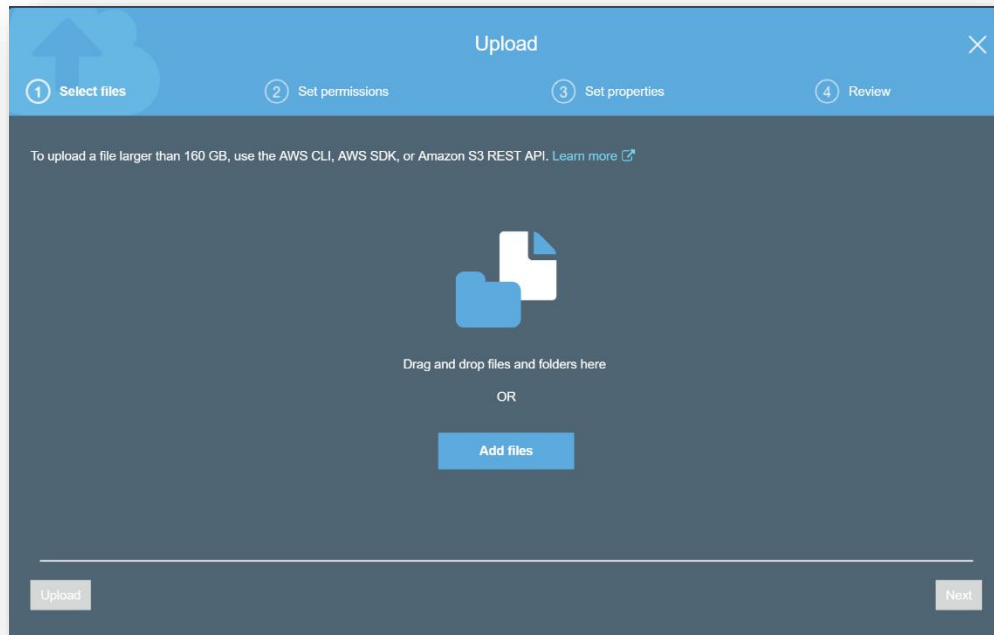 Upload
1 Select files
2 Set permissions
3 Set properties
4 Review
To upload a file larger than 160 GB, use the AWS CLI, AWS SDK, or Amazon S3 REST API. Learn more
Drag and drop files and folders here
OR
Add files
Upload
Next